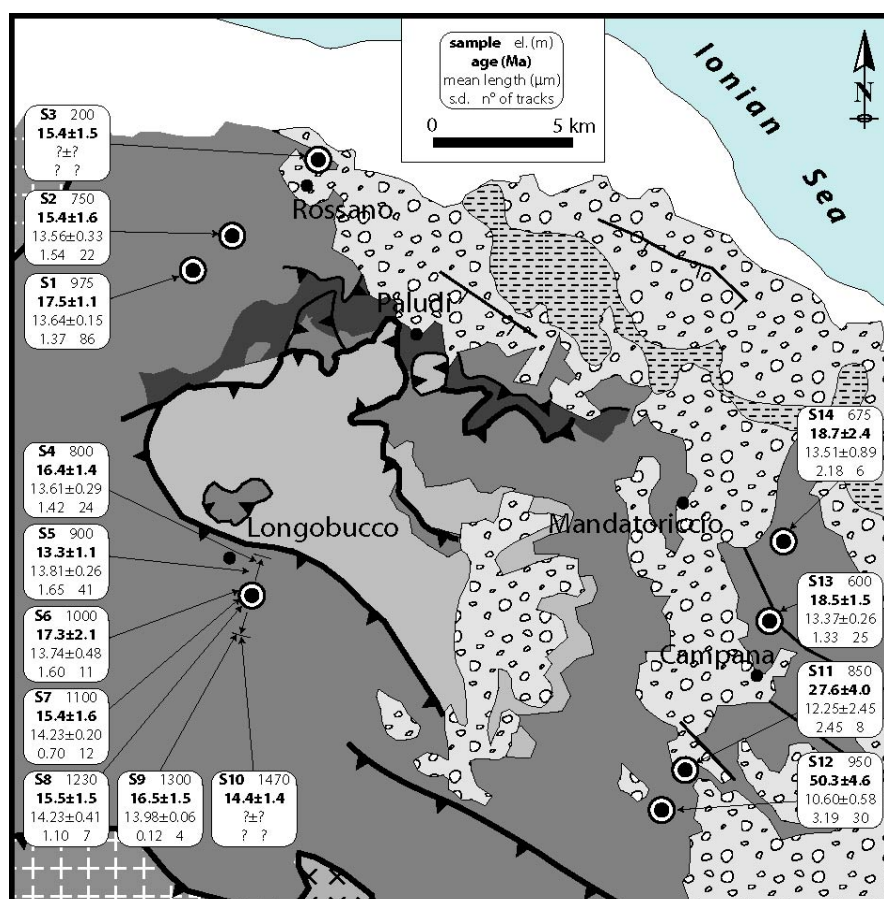 sample el. (m)
age (Ma)
mean length (μm)
s.d. n° of tracks
0 5 km
Ionian Sea
N
S3 200
15.4±1.5
?±?
? ?
S2 750
15.4±1.6
13.56±0.33
1.54 22
S1 975
17.5±1.1
13.64±0.15
1.37 86
Rossano
Paludi
S4 800
16.4±1.4
13.61±0.29
1.42 24
S5 900
13.3±1.1
13.81±0.26
1.65 41
S6 1000
17.3±2.1
13.74±0.48
1.60 11
S7 1100
15.4±1.6
14.23±0.20
0.70 12
S8 1230
15.5±1.5
14.23±0.41
1.10 7
S9 1300
16.5±1.5
13.98±0.06
0.12 4
S10 1470
14.4±1.4
?±?
? ?
Longobucco
Mandatoriccio
Campana
S14 675
18.7±2.4
13.51±0.89
2.18 6
S13 600
18.5±1.5
13.37±0.26
1.33 25
S11 850
27.6±4.0
12.25±2.45
2.45 8
S12 950
50.3±4.6
10.60±0.58
3.19 30